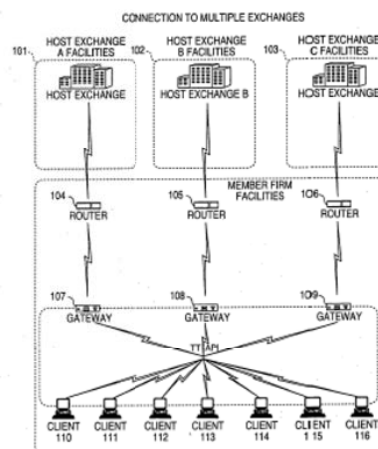 CONNECTION TO MULTIPLE EXCHANGES
101 HOST EXCHANGE A FACILITIES
102 HOST EXCHANGE B FACILITIES
103 HOST EXCHANGE C FACILITIES
HOST EXCHANGE
HOST EXCHANGE B
HOST EXCHANGE
MEMBER FIRM FACILITIES
104 ROUTER
105 ROUTER
106 ROUTER
107 GATEWAY
108 GATEWAY
109 GATEWAY
TT API
CLIENT 110
CLIENT 111
CLIENT 112
CLIENT 113
CLIENT 114
CLIENT 115
CLIENT 116